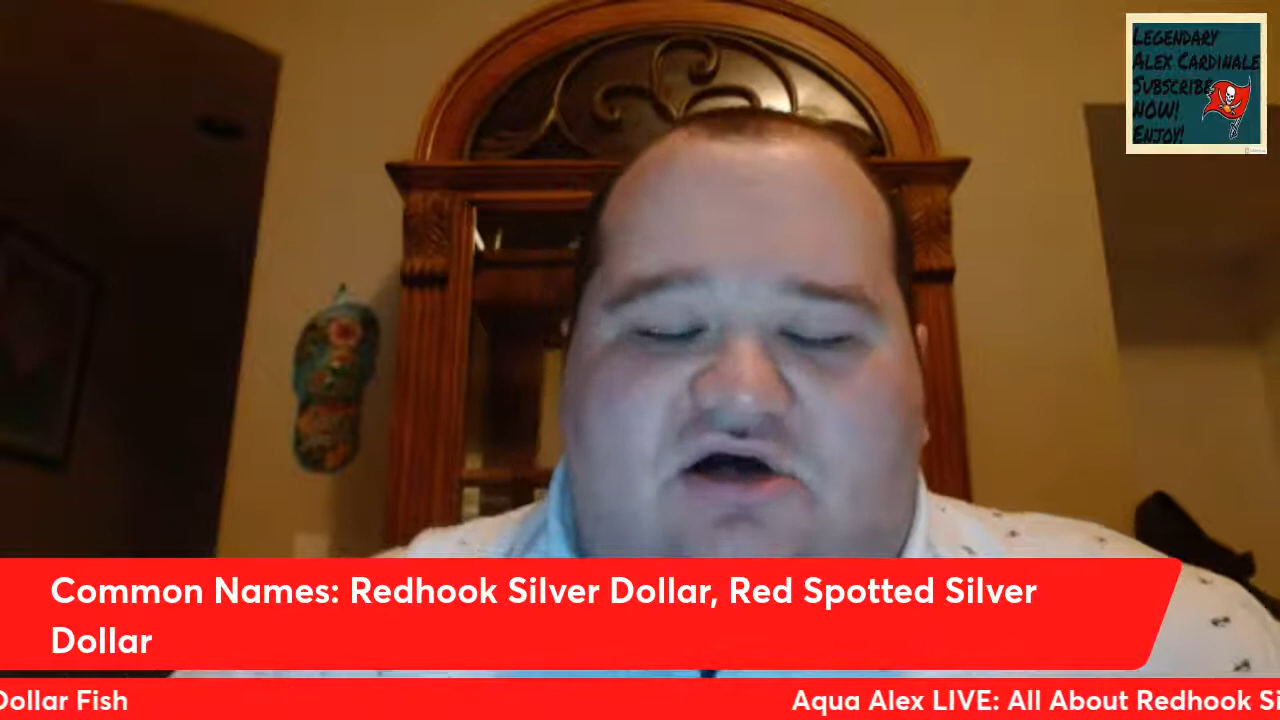 LEGENDARY
ALEX CARDINALE
SUBSCRIBE
NOW!
ENJOY!
Common Names: Redhook Silver Dollar, Red Spotted Silver
Dollar
Dollar Fish
Aqua Alex LIVE: All About Redhook Si